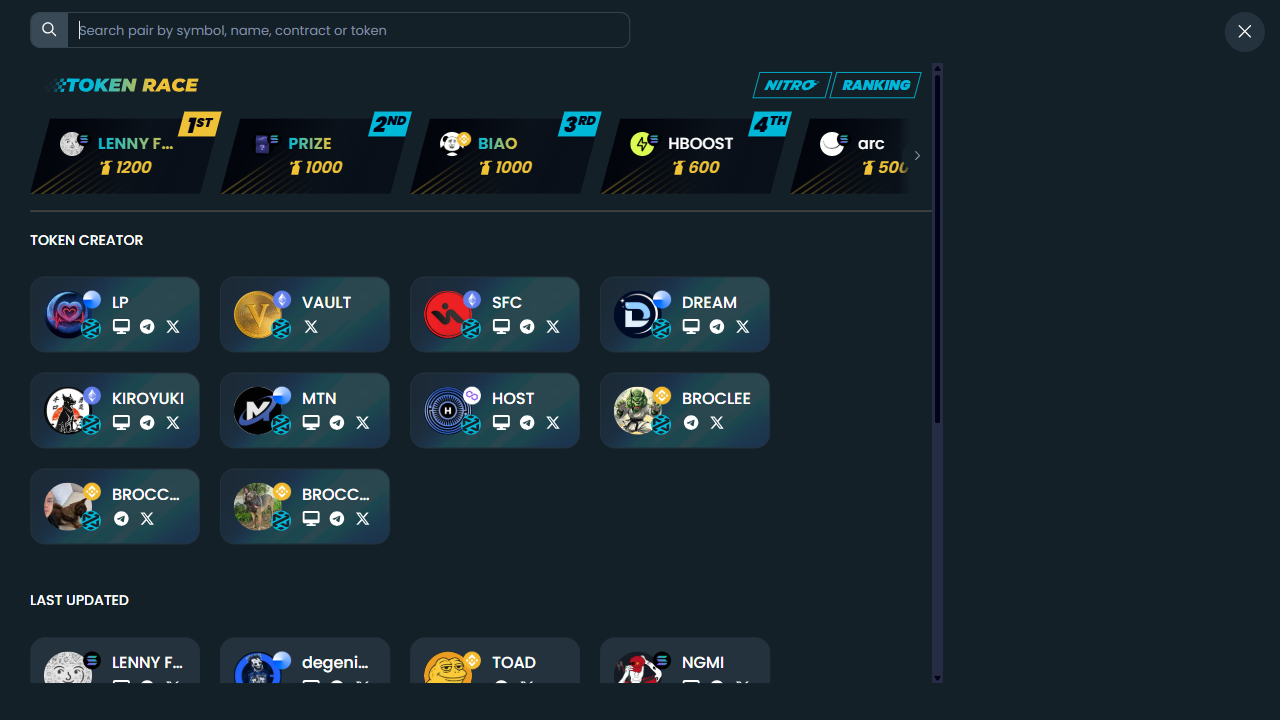 Search pair by symbol, name, contract or token
TOKEN RACE
NITRO
RANKING
1ST
LENNY F...
1200
2ND
PRIZE
1000
3RD
BIAO
1000
4TH
HBOOST
600
arc
500
TOKEN CREATOR
LP
VAULT
SFC
DREAM
KIROYUKI
MTN
HOST
BROCLEE
BROCC...
BROCC...
LAST UPDATED
LENNY F...
degeni...
TOAD
NGMI